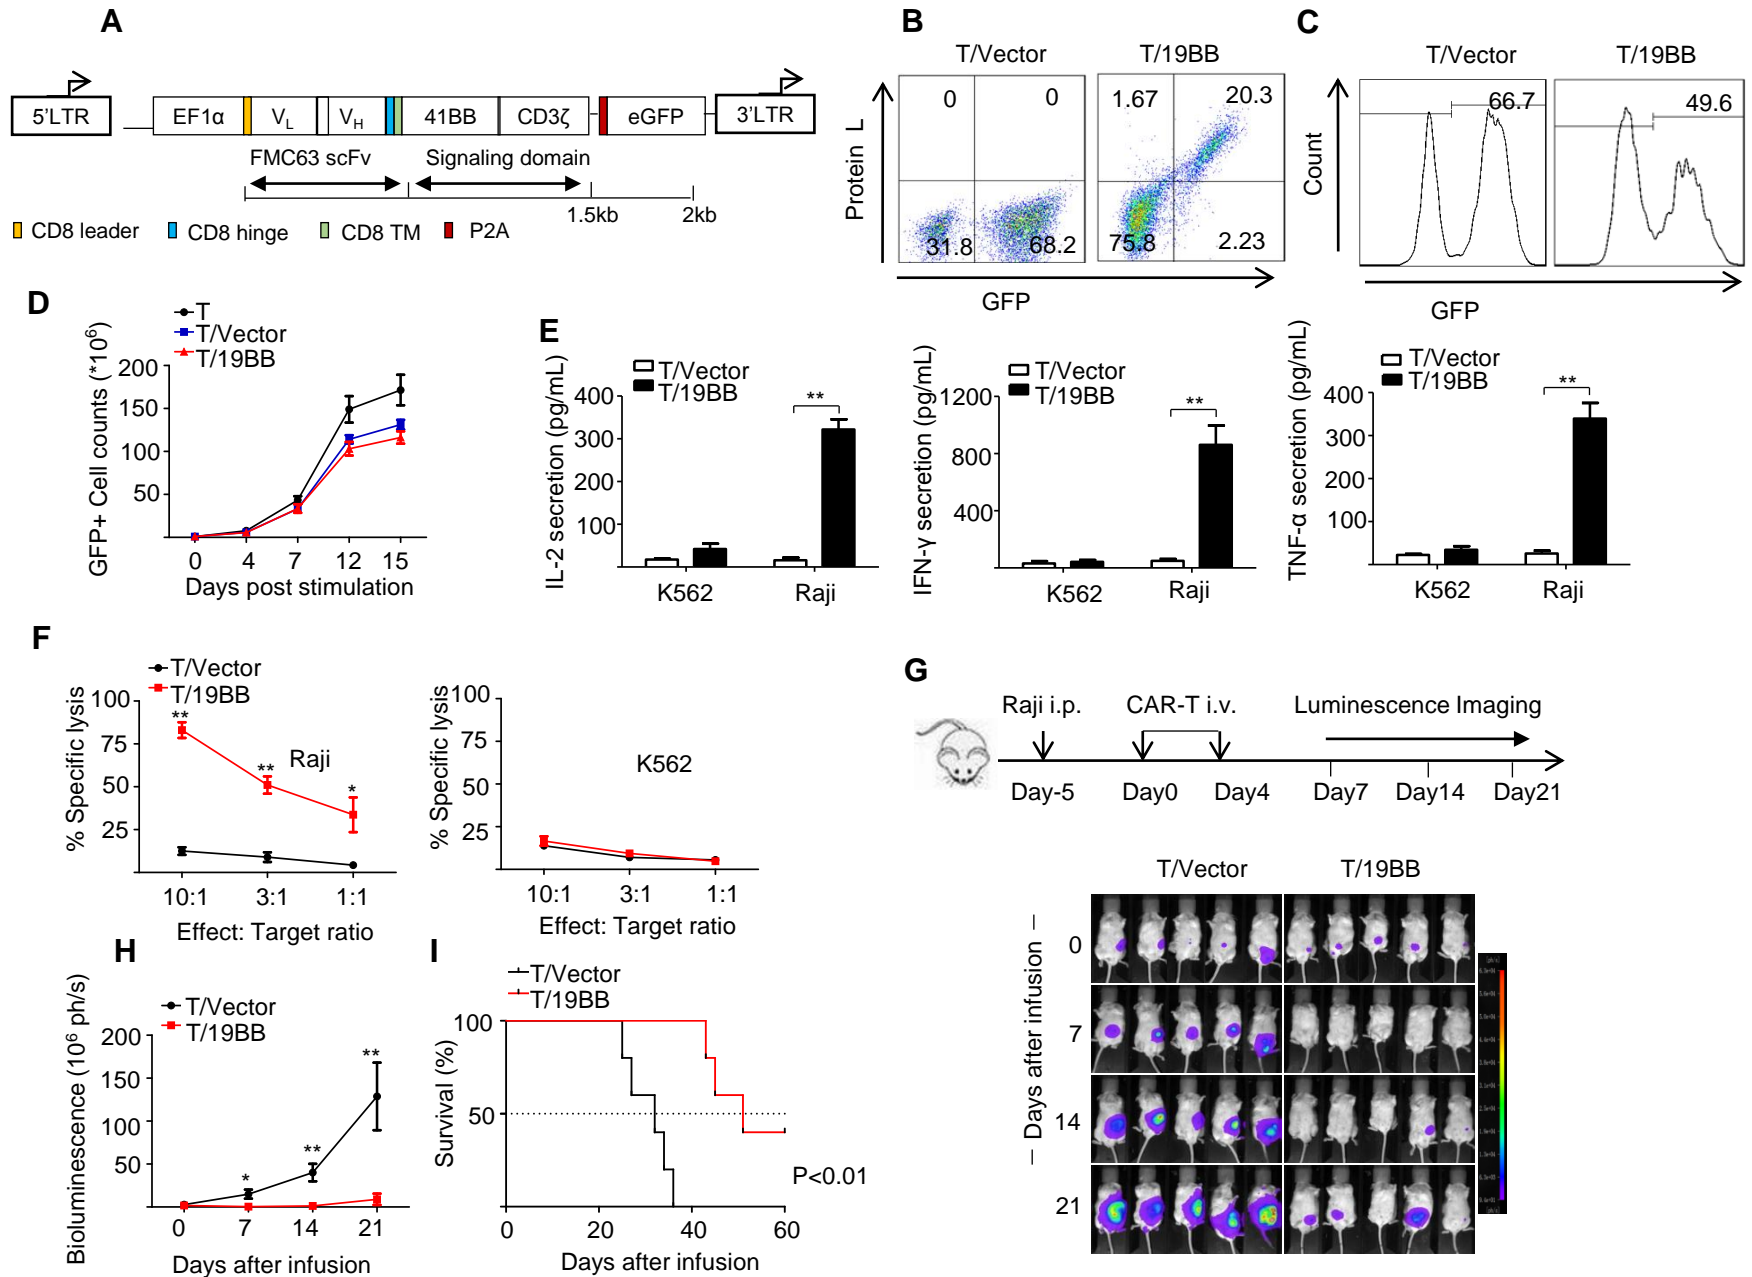 A
5'LTR
EF1α
VL
VH
41BB
CD3ζ
eGFP
3'LTR
FMC63 scFv
Signaling domain
1.5kb
2kb
CD8 leader
CD8 hinge
CD8 TM
P2A
B
T/Vector
T/19BB
Protein L
0
0
31.8
68.2
1.67
20.3
75.8
2.23
GFP
C
T/Vector
T/19BB
Count
66.7
49.6
GFP
D
T
T/Vector
T/19BB
GFP+ Cell counts (*10⁶)
200
150
100
50
0
4
7
12
15
Days post stimulation
E
T/Vector
T/19BB
IL-2 secretion (pg/mL)
400
300
200
100
**
K562
Raji
T/Vector
T/19BB
IFN-γ secretion (pg/mL)
1200
800
400
**
K562
Raji
T/Vector
T/19BB
TNF-α secretion (pg/mL)
400
300
200
100
**
K562
Raji
F
T/Vector
T/19BB
% Specific lysis
100
75
50
25
**
**
*
Raji
10:1
3:1
1:1
Effect: Target ratio
% Specific lysis
100
75
50
25
K562
10:1
3:1
1:1
Effect: Target ratio
G
Raji i.p.
CAR-T i.v.
Luminescence Imaging
Day-5
Day0
Day4
Day7
Day14
Day21
T/Vector
T/19BB
Days after infusion
0
7
14
21
H
T/Vector
T/19BB
Bioluminescence (10⁶ ph/s)
200
150
100
50
*
**
**
0
7
14
21
Days after infusion
I
T/Vector
T/19BB
Survival (%)
100
50
P<0.01
0
20
40
60
Days after infusion